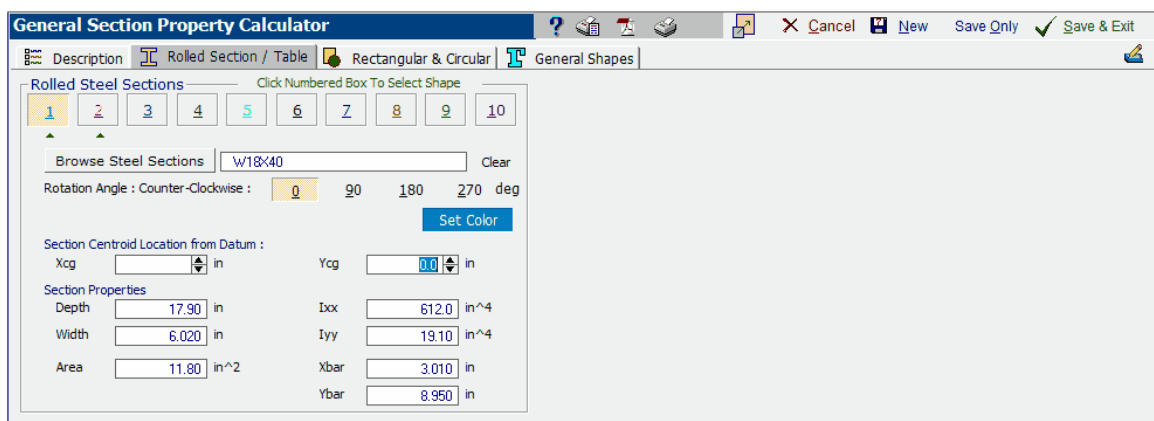 General Section Property Calculator ? Cancel New Save Only Save & Exit
Description Rolled Section / Table Rectangular & Circular General Shapes
Rolled Steel Sections Click Numbered Box To Select Shape
1 2 3 4 5 6 7 8 9 10
Browse Steel Sections W18X40 Clear
Rotation Angle : Counter-Clockwise : 0 90 180 270 deg
Set Color
Section Centroid Location from Datum :
Xcg in Ycg 0.0 in
Section Properties
Depth 17.90 in Ixx 612.0 in^4
Width 6.020 in Iyy 19.10 in^4
Area 11.80 in^2 Xbar 3.010 in
Ybar 8.950 in